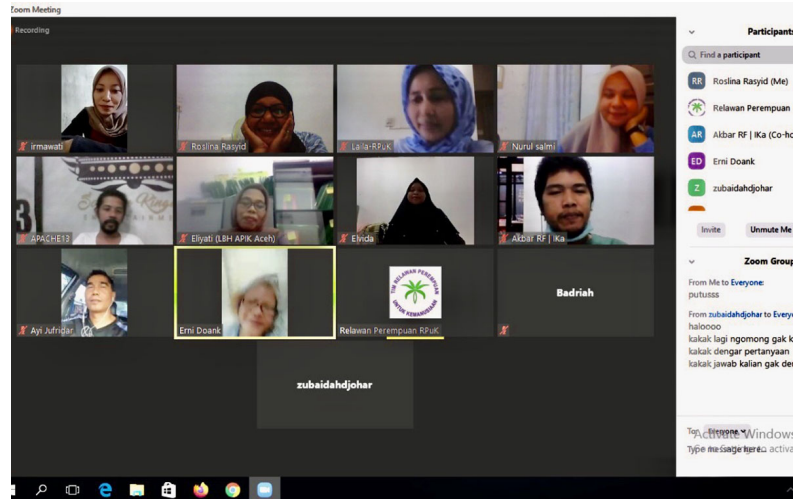 Zoom Meeting
Recording
irmawati
Roslina Rasyid
Laila-RPuK
Nurul salmi
APACHE13
Eliyati (LBH APIK Aceh)
Elvida
Akbar RF | IKa
Ayi Jufridar
Erni Doank
TIM RELAWAN PEREMPUAN
UNTUK KEMANUSIAAN
Relawan Perempuan RPuK
Badriah
zubaidahdjohar
Participants
Find a participant
RR Roslina Rasyid (Me)
Relawan Perempuan
AR Akbar RF | IKa (Co-ho
ED Erni Doank
Z zubaidahdjohar
Invite
Unmute Me
Zoom Group
From Me to Everyone:
putusss
From zubaidahdjohar to Everyo
haloooo
kakak lagi ngomong gak k
kakak dengar pertanyaan
kakak jawab kalian gak de
To: Everyone
Activate Windows
Type message here...